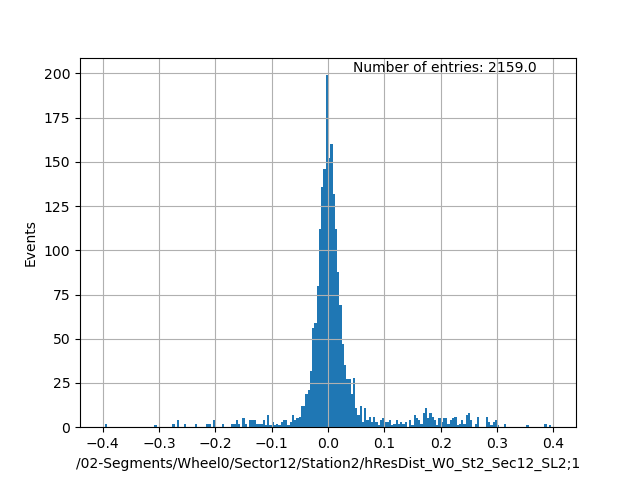 Number of entries: 2159.0
200
175
150
125
100
75
50
25
0
Events
−0.4 −0.3 −0.2 −0.1 0.0 0.1 0.2 0.3 0.4
/02-Segments/Wheel0/Sector12/Station2/hResDist_W0_St2_Sec12_SL2;1